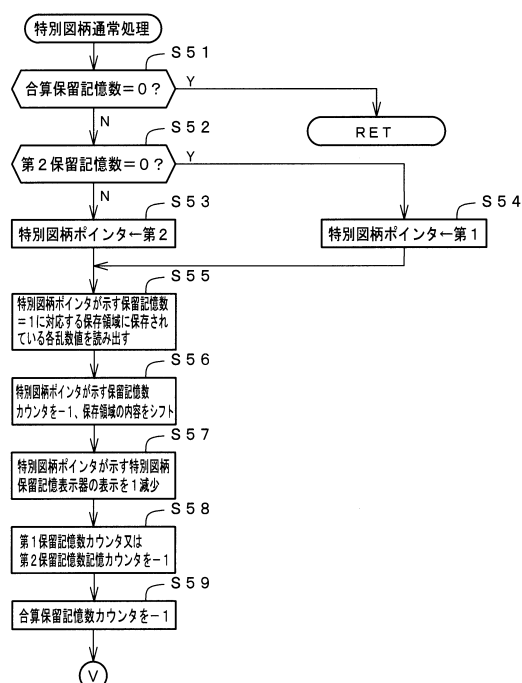 特別図柄通常処理
S51
合算保留記憶数=0?
Y
N
RET
S52
第2保留記憶数=0?
Y
N
S53
特別図柄ポインタ←第2
S54
特別図柄ポインタ←第1
S55
特別図柄ポインタが示す保留記憶数
=1に対応する保存領域に保存され
ている各乱数値を読み出す
S56
特別図柄ポインタが示す保留記憶数
カウンタを-1、保存領域の内容をシフト
S57
特別図柄ポインタが示す特別図柄
保留記憶表示器の表示を1減少
S58
第1保留記憶数カウンタ又は
第2保留記憶数記憶カウンタを-1
S59
合算保留記憶数カウンタを-1
V